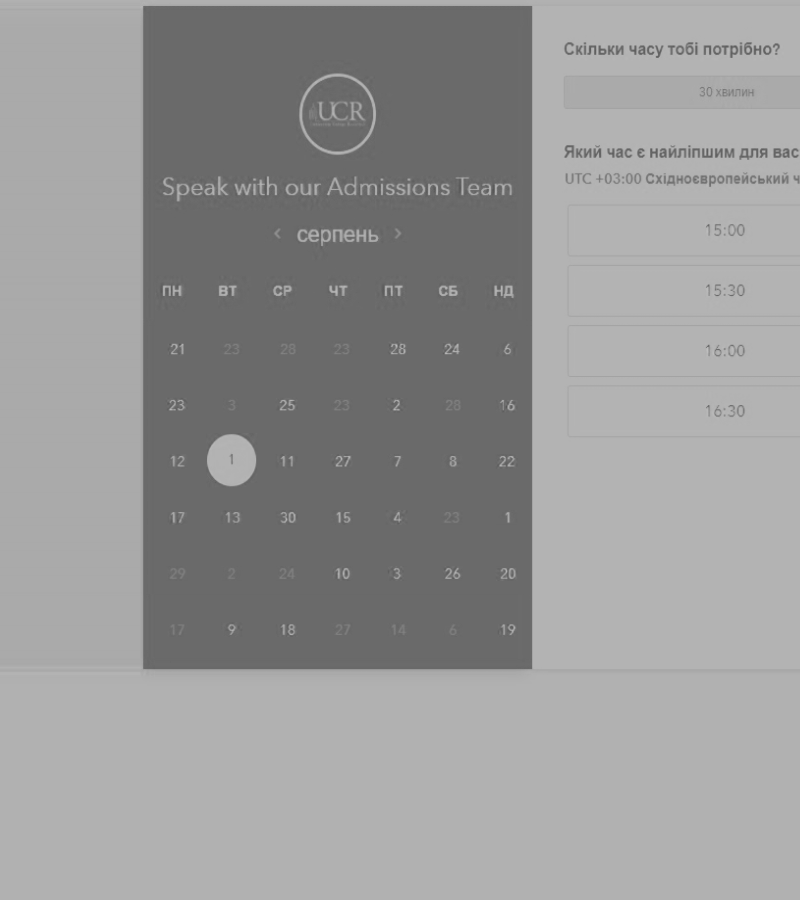 UCR
Speak with our Admissions Team
‹ серпень ›
ПН ВТ СР ЧТ ПТ СБ НД
21 23 28 23 28 24 6
23 3 25 23 2 28 16
12 1 11 27 7 8 22
17 13 30 15 4 23 1
29 2 24 10 3 26 20
17 9 18 27 14 6 19
Скільки часу тобі потрібно?
30 хвилин
Який час є найліпшим для вас
UTC +03:00 Східноєвропейський ч
15:00
15:30
16:00
16:30